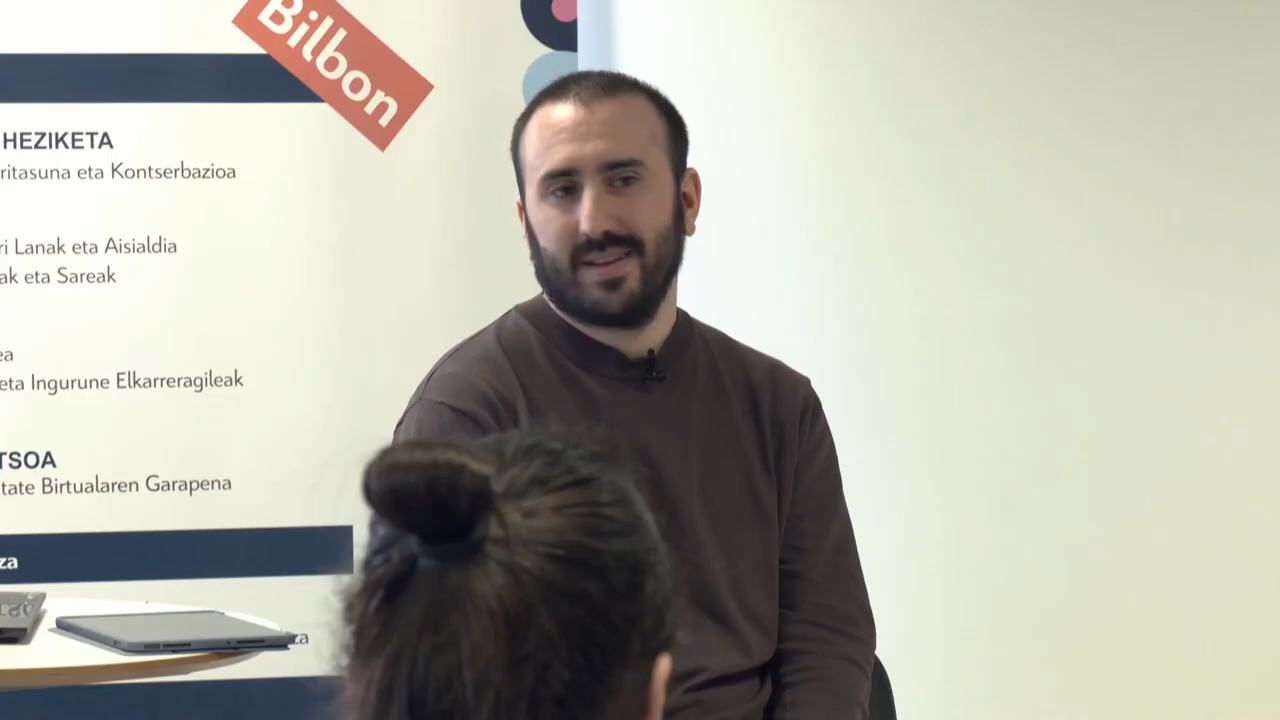 Bilbon
HEZIKETA
ritasuna eta Kontserbazioa
ri Lanak eta Aisialdia
ak eta Sareak
ea
eta Ingurune Elkarreragileak
TSOA
tate Birtualaren Garapena
za
za